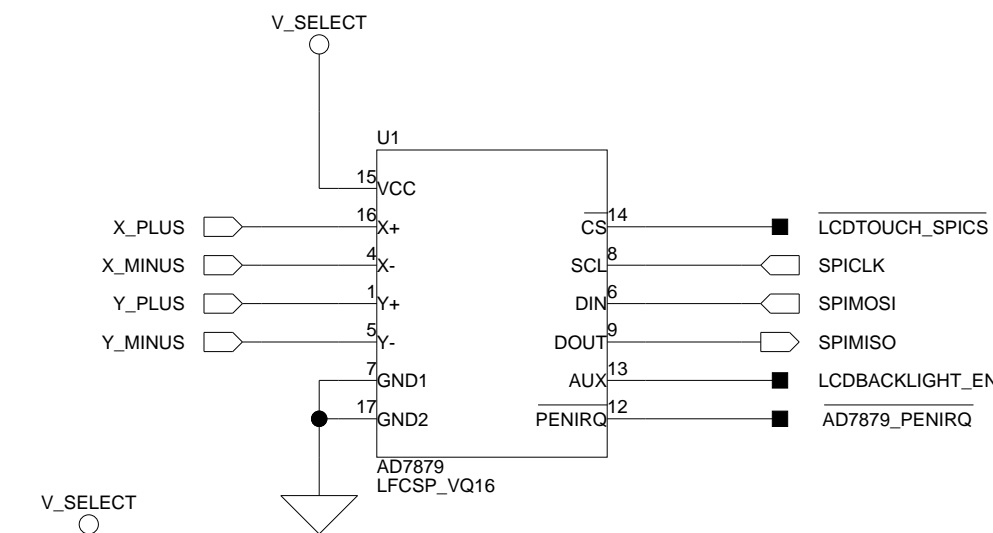 V_SELECT
U1
15 VCC
X_PLUS 16 X+ CS 14 LCDTOUCH_SPICS
X_MINUS 4 X- SCL 8 SPICLK
Y_PLUS 1 Y+ DIN 6 SPIMOSI
Y_MINUS 5 Y- DOUT 9 SPIMISO
7 GND1 AUX 13 LCDBACKLIGHT_EN
17 GND2 PENIRQ 12 AD7879_PENIRQ
AD7879
LFCSP_VQ16
V_SELECT